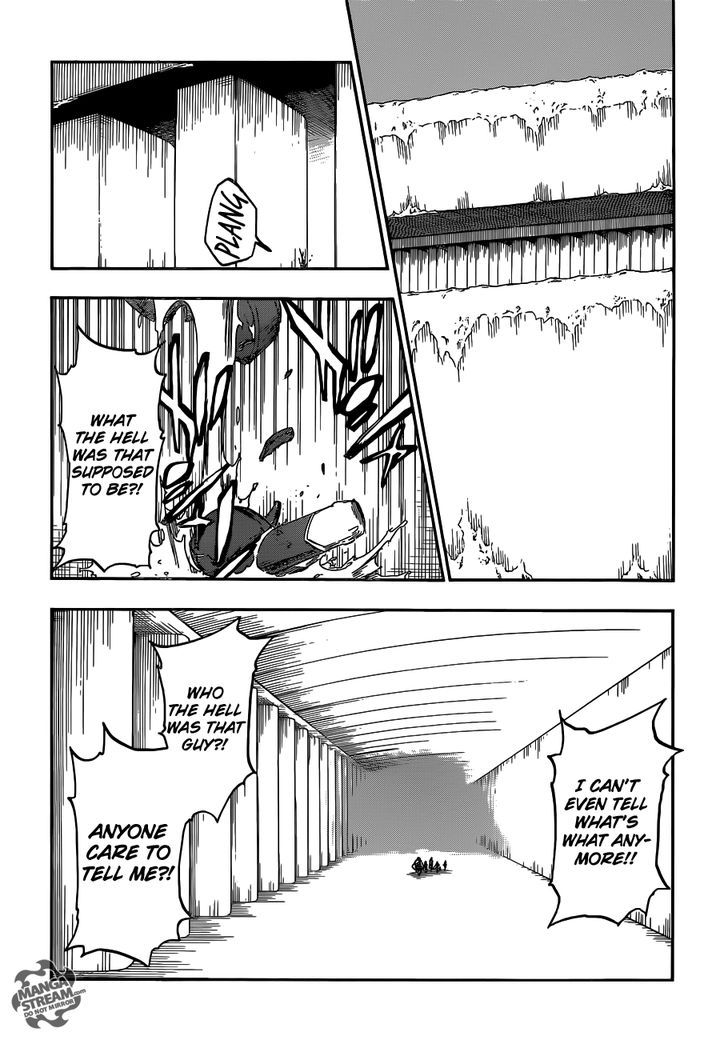 PLANG
WHAT
THE HELL
WAS THAT
SUPPOSED
TO BE?!
I CAN'T
EVEN TELL
WHAT'S
WHAT ANY-
MORE!!
WHO
THE HELL
WAS THAT
GUY?!
ANYONE
CARE TO
TELL ME?!
MANGA
STREAM.com
DO NOT MIRROR